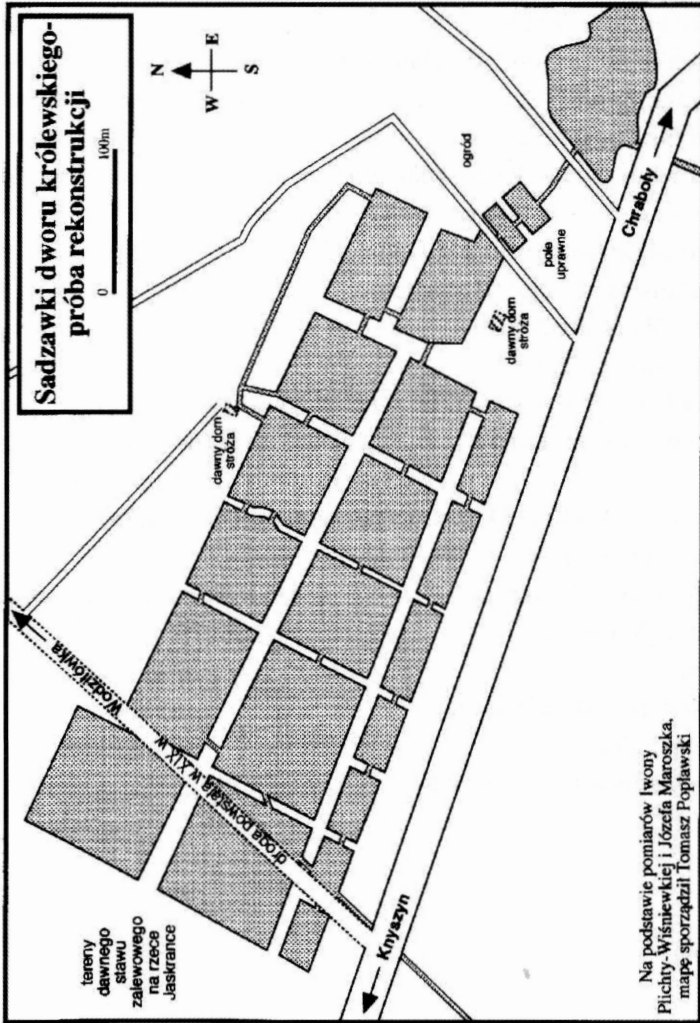 Sadzawki dworu królewskiego-
próba rekonstrukcji
0 100m
N
W E
S
ogród
pole
uprawne
dawny dom
stróża
dawny dom
stróża
Chraboły
Wodziłówka
droga powstała w XIX w.
Knyszyn
tereny
dawnego
stawu
zalewowego
na rzece
Jaskrance
Na podstawie pomiarów Iwony
Plichty-Wiśniewkiej i Józefa Maroszka,
mapę sporządził Tomasz Popławski